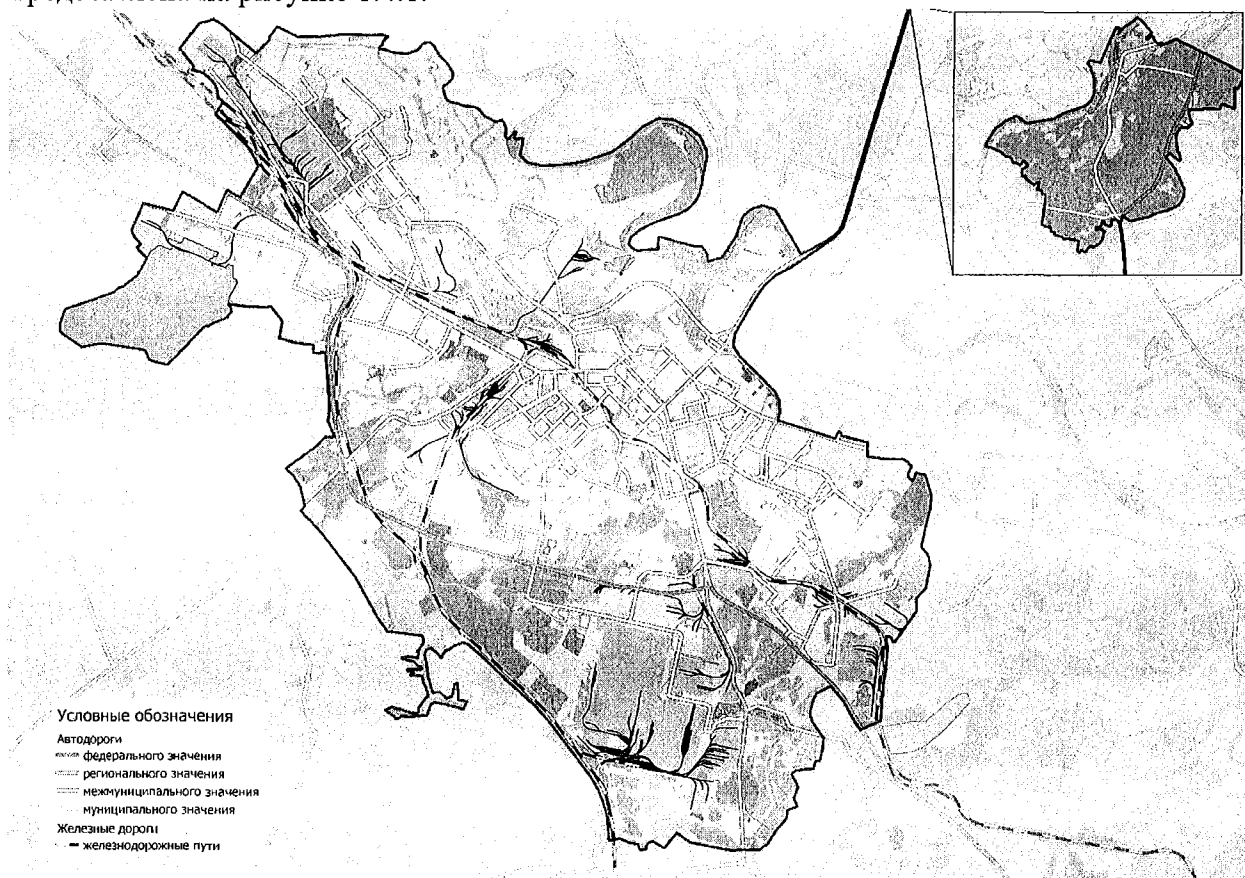 Условные обозначения
Автодороги
федерального значения
регионального значения
межмуниципального значения
муниципального значения
Железные дороги
железнодорожные пути